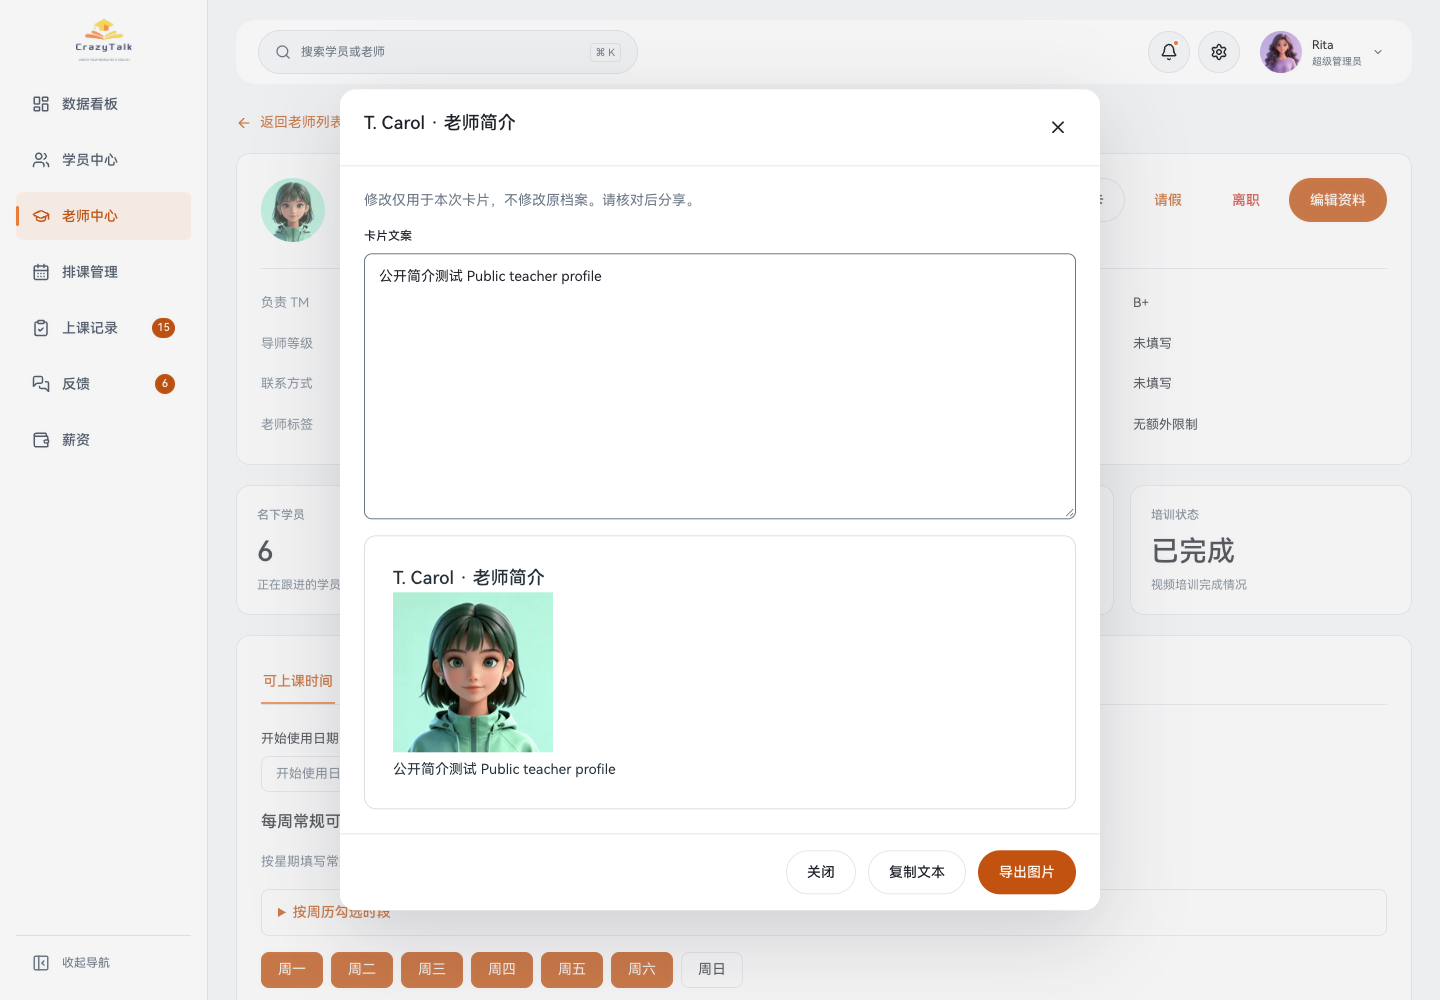 CrazyTalk
数据看板
学员中心
老师中心
排课管理
上课记录
15
反馈
6
薪资
收起导航
搜索学员或老师
⌘ K
Rita
超级管理员
返回老师列表
请假
离职
编辑资料
负责 TM
B+
导师等级
未填写
联系方式
未填写
老师标签
无额外限制
名下学员
6
正在跟进的学员
培训状态
已完成
视频培训完成情况
可上课时间
开始使用日期
开始使用日
每周常规可
按星期填写常
按周历勾选时段
周一
周二
周三
周四
周五
周六
周日
T. Carol · 老师简介
修改仅用于本次卡片，不修改原档案。请核对后分享。
卡片文案
公开简介测试 Public teacher profile
T. Carol · 老师简介
公开简介测试 Public teacher profile
关闭
复制文本
导出图片